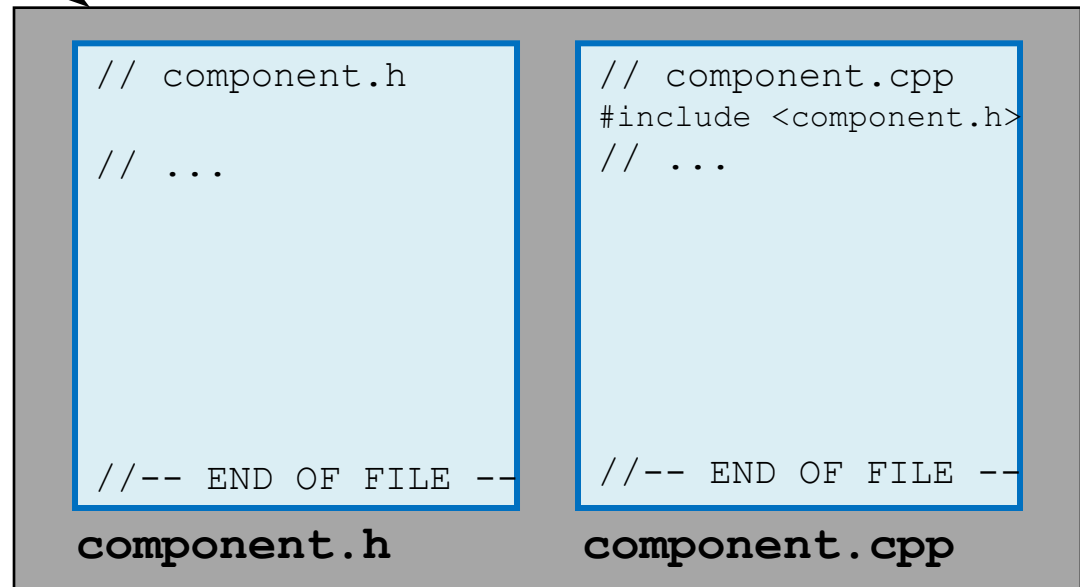 // component.h
// ...
//-- END OF FILE --
component.h
// component.cpp
#include <component.h>
// ...
//-- END OF FILE --
component.cpp